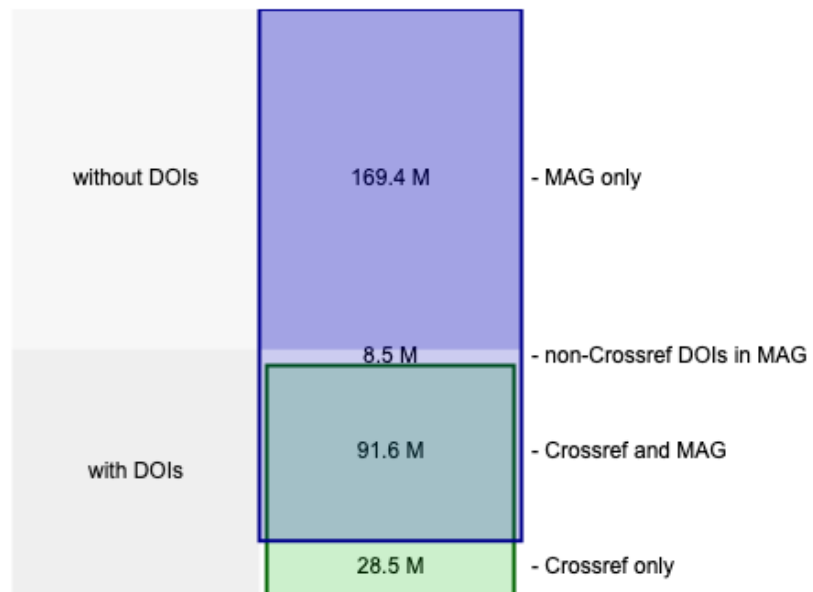 without DOIs 169.4 M - MAG only
8.5 M - non-Crossref DOIs in MAG
with DOIs 91.6 M - Crossref and MAG
28.5 M - Crossref only